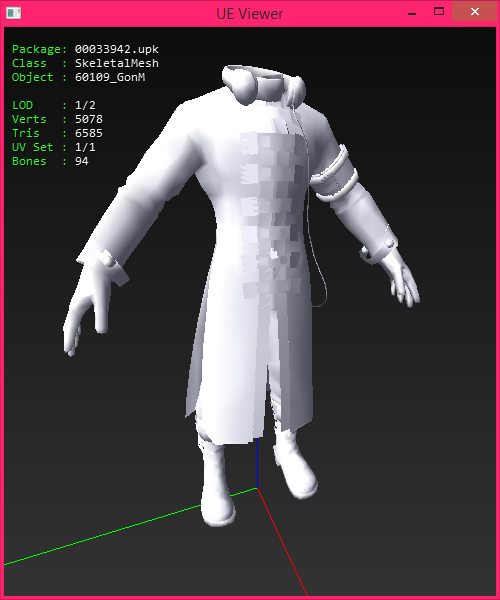 UE Viewer
Package: 00033942.upk
Class  : SkeletalMesh
Object : 60109_GonM
LOD    : 1/2
Verts  : 5078
Tris   : 6585
UV Set : 1/1
Bones  : 94